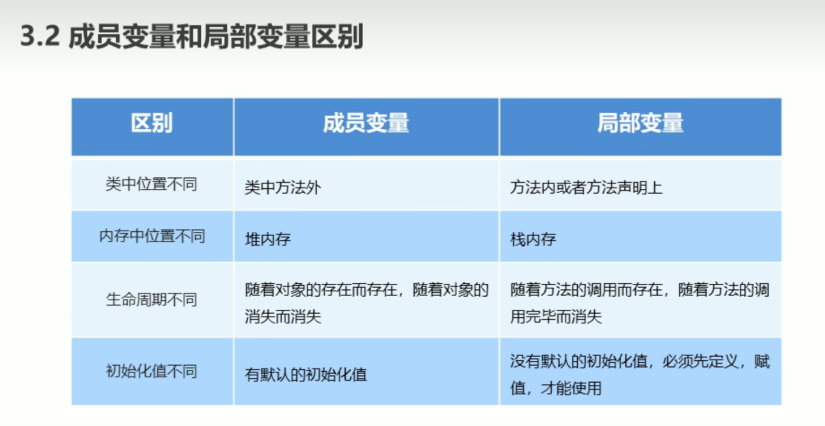 3.2 成员变量和局部变量区别
区别 成员变量 局部变量
类中位置不同 类中方法外 方法内或者方法声明上
内存中位置不同 堆内存 栈内存
生命周期不同 随着对象的存在而存在，随着对象的 随着方法的调用而存在，随着方法的调
消失而消失 用完毕而消失
初始化值不同 有默认的初始化值 没有默认的初始化值，必须先定义，赋
值，才能使用